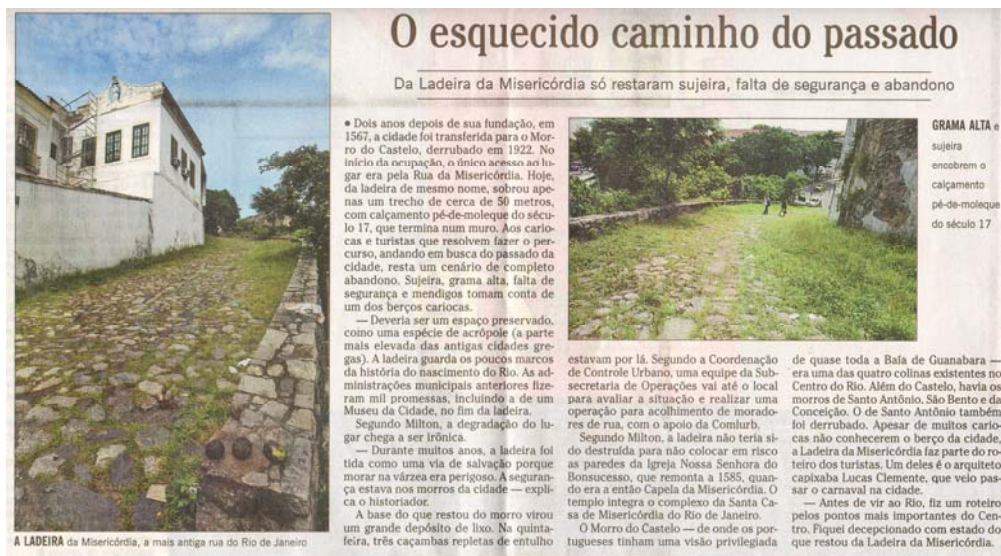 O esquecido caminho do passado
Da Ladeira da Misericórdia só restaram sujeira, falta de segurança e abandono
• Dois anos depois de sua fundação, em
1567, a cidade foi transferida para o Mor-
ro do Castelo, derrubado em 1922. No
início da ocupação, o único acesso ao lu-
gar era pela Rua da Misericórdia. Hoje,
da ladeira de mesmo nome, sobrou ape-
nas um trecho de cerca de 50 metros,
com calçamento pé-de-moleque do sécu-
lo 17, que termina num muro. Aos cario-
cas e turistas que resolvem fazer o per-
curso, andando em busca do passado da
cidade, resta um cenário de completo
abandono. Sujeira, grama alta, falta de
segurança e mendigos tomam conta de
um dos berços cariocas.
— Deveria ser um espaço preservado,
como uma espécie de acrópole (a parte
mais elevada das antigas cidades gre-
gas). A ladeira guarda os poucos marcos
da história do nascimento do Rio. As ad-
ministrações municipais anteriores fize-
ram mil promessas, incluindo a de um
Museu da Cidade, no fim da ladeira.
Segundo Milton, a degradação do lu-
gar chega a ser irônica.
— Durante muitos anos, a ladeira foi
tida como uma via de salvação porque
morar na várzea era perigoso. A seguran-
ça estava nos morros da cidade — expli-
ca o historiador.
A base do que restou do morro virou
um grande depósito de lixo. Na quinta-
feira, três caçambas repletas de entulho
estavam por lá. Segundo a Coordenação
de Controle Urbano, uma equipe da Sub-
secretaria de Operações vai até o local
para avaliar a situação e realizar uma
operação para acolhimento de morado-
res de rua, com o apoio da Comlurb.
Segundo Milton, a ladeira não teria si-
do destruída para não colocar em risco
as paredes da Igreja Nossa Senhora do
Bonsucesso, que remonta a 1585, quan-
do era a então Capela da Misericórdia. O
templo integra o complexo da Santa Ca-
sa de Misericórdia do Rio de Janeiro.
O Morro do Castelo — de onde os por-
tugueses tinham uma visão privilegiada
de quase toda a Baía de Guanabara —
era uma das quatro colinas existentes no
Centro do Rio. Além do Castelo, havia os
morros de Santo Antônio, São Bento e da
Conceição. O de Santo Antônio também
foi derrubado. Apesar de muitos cario-
cas não conhecerem o berço da cidade,
a Ladeira da Misericórdia faz parte do ro-
teiro dos turistas. Um deles é o arquiteto
capixaba Lucas Clemente, que veio pas-
sar o carnaval na cidade.
— Antes de vir ao Rio, fiz um roteiro
pelos pontos mais importantes do Cen-
tro. Fiquei decepcionado com estado do
que restou da Ladeira da Misericórdia.
GRAMA ALTA e
sujeira
encobrem o
calçamento
pé-de-moleque
do século 17
A LADEIRA da Misericórdia, a mais antiga rua do Rio de Janeiro